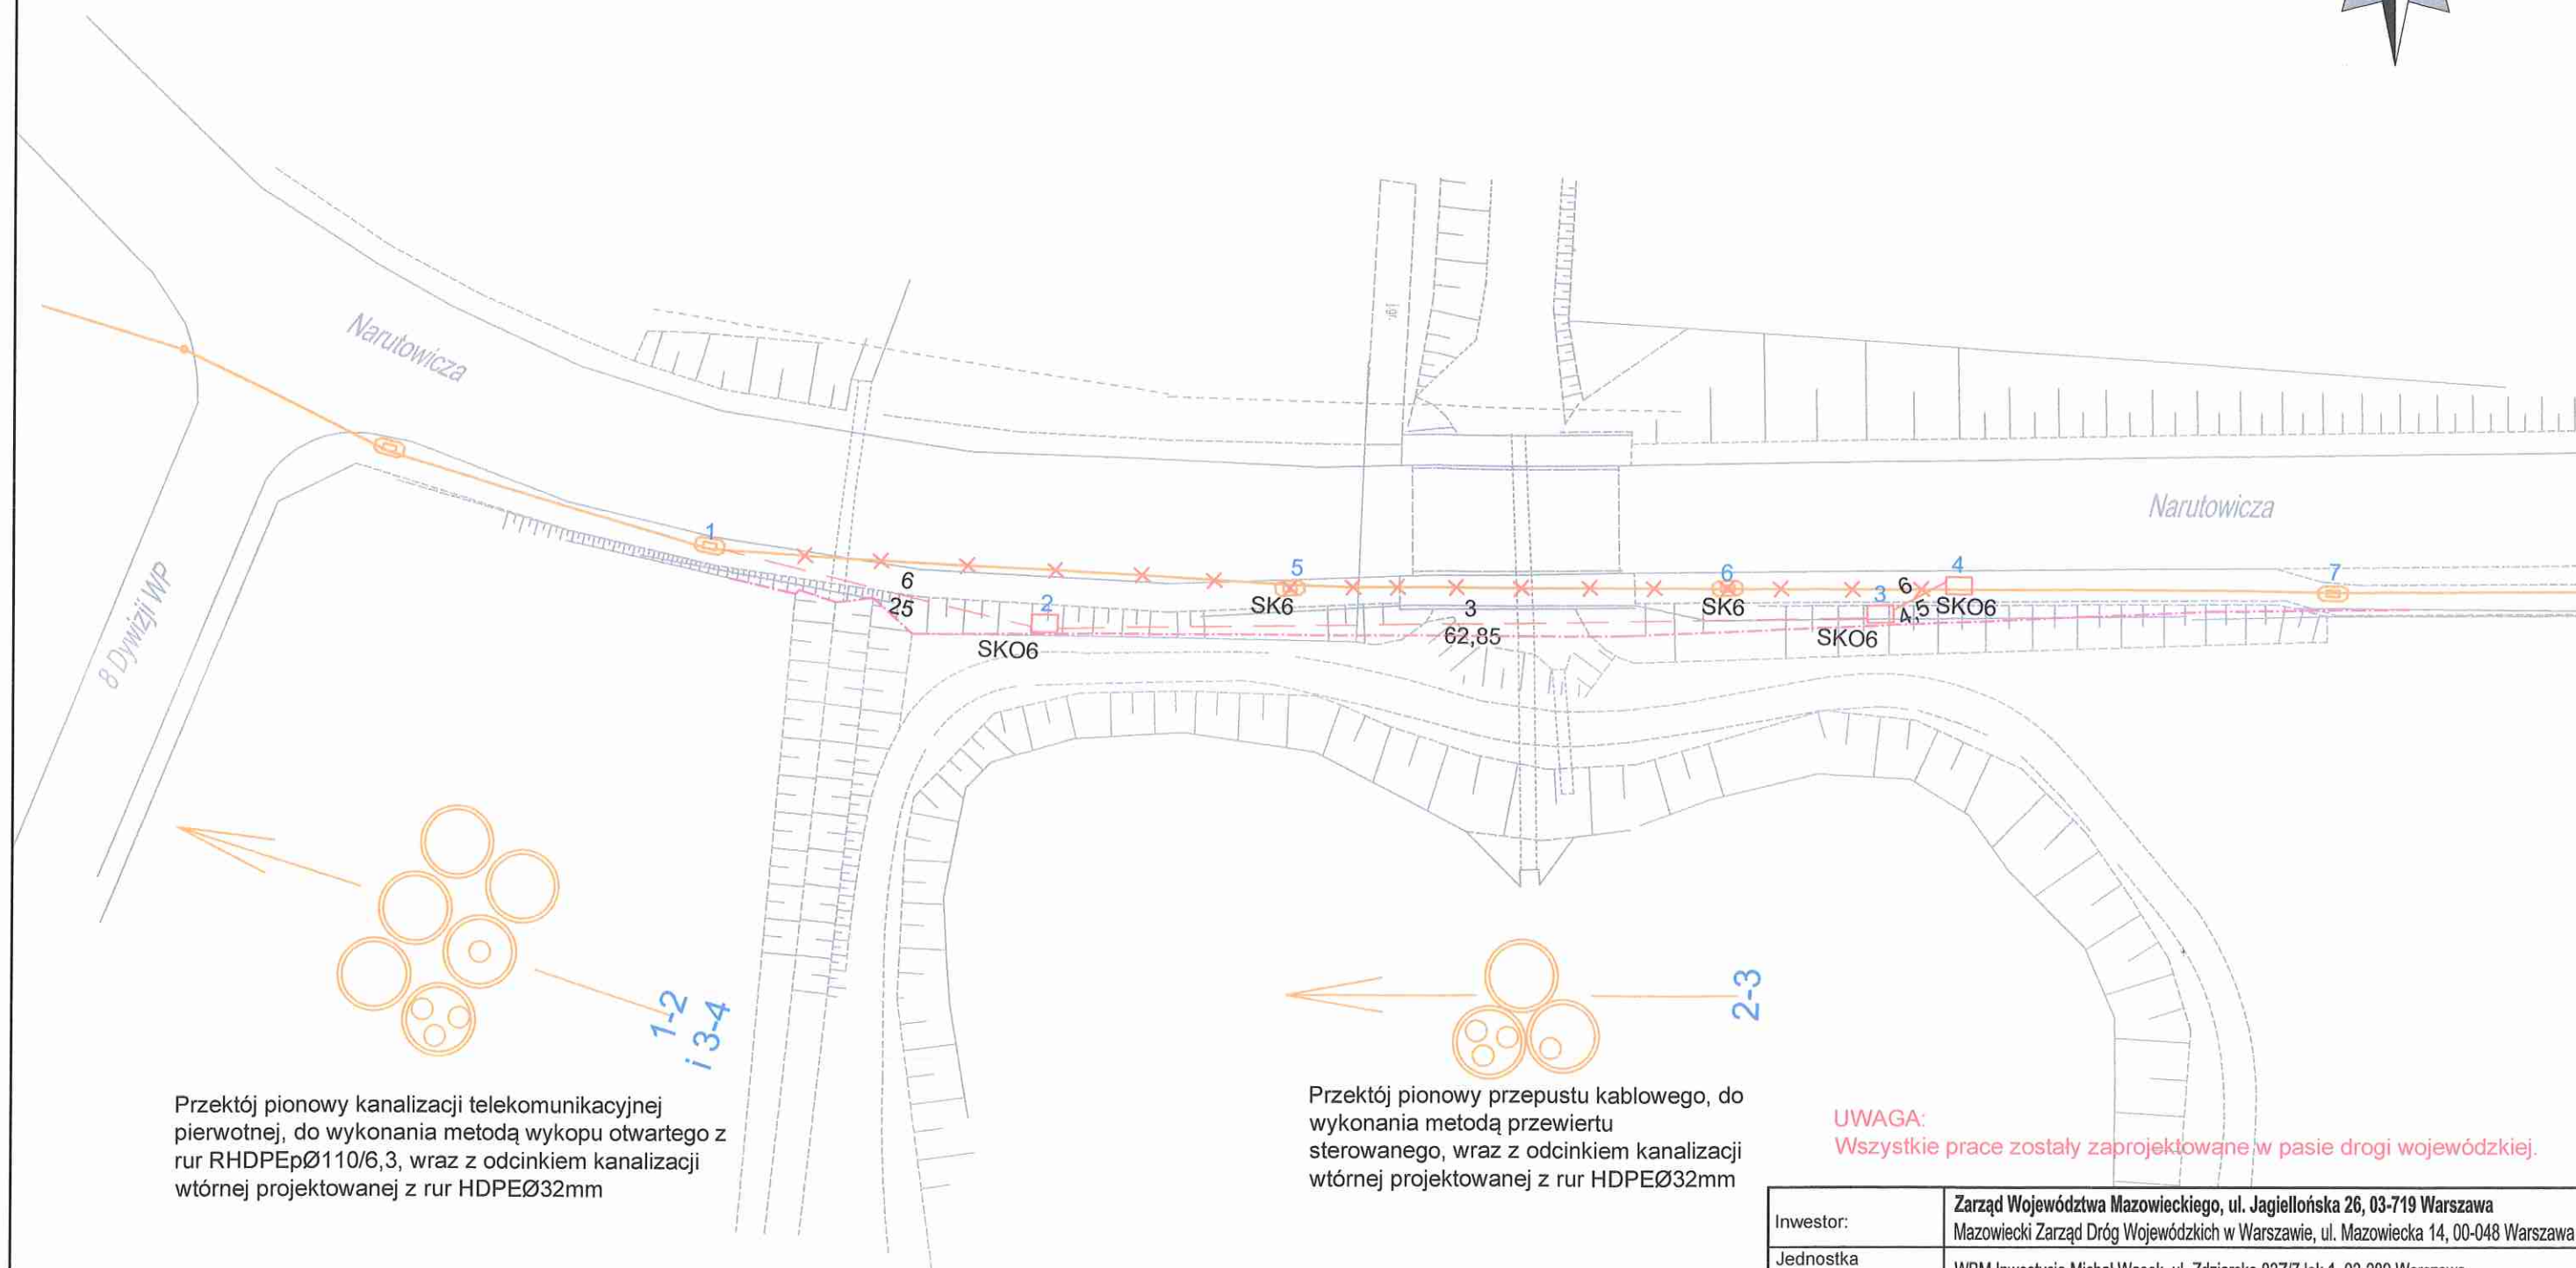 Narutowicza
Narutowicza
8 Dywizji WP
1
6
25
2
SKO6
5
SK6
3
62,85
6
SK6
3
SKO6
6
4,5
4
SKO6
7
1-2
i 3-4
2-3
Przektój pionowy kanalizacji telekomunikacyjnej
pierwotnej, do wykonania metodą wykopu otwartego z
rur RHDPEpØ110/6,3, wraz z odcinkiem kanalizacji
wtórnej projektowanej z rur HDPEØ32mm
Przektój pionowy przepustu kablowego, do
wykonania metodą przewiertu
sterowanego, wraz z odcinkiem kanalizacji
wtórnej projektowanej z rur HDPEØ32mm
UWAGA:
Wszystkie prace zostały zaprojektowane w pasie drogi wojewódzkiej.
Inwestor:
Zarząd Województwa Mazowieckiego, ul. Jagiellońska 26, 03-719 Warszawa
Mazowiecki Zarząd Dróg Wojewódzkich w Warszawie, ul. Mazowiecka 14, 00-048 Warszawa
Jednostka